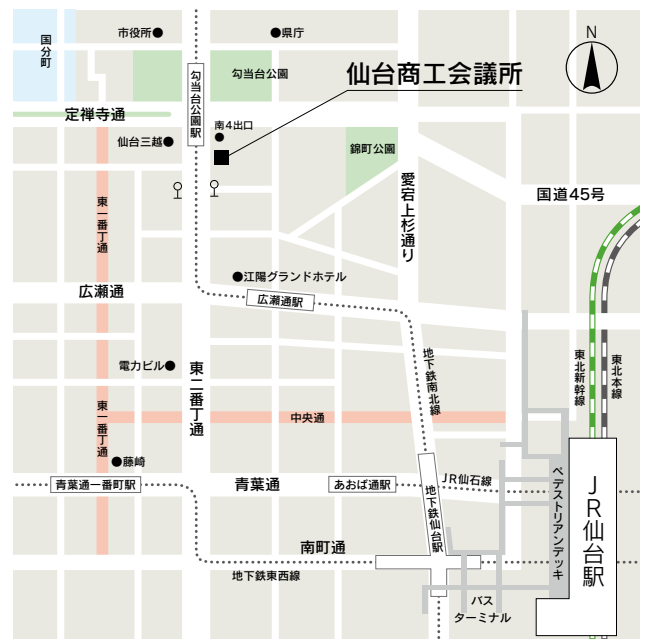 市役所
県庁
N
国分町
勾当台公園
仙台商工会議所
定禅寺通
勾当台公園駅
南4出口
仙台三越
錦町公園
愛宕上杉通り
国道45号
東一番丁通
江陽グランドホテル
広瀬通
広瀬通駅
地下鉄南北線
東北新幹線
東北本線
電力ビル
東二番丁通
東一番丁通
中央通
藤崎
青葉通一番町駅
青葉通
あおば通駅
JR仙石線
地下鉄仙台駅
ペデストリアンデッキ
JR仙台駅
南町通
地下鉄東西線
バス
ターミナル